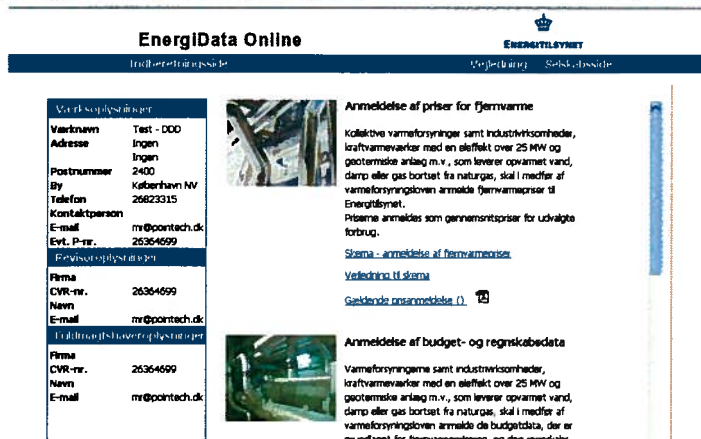 EnergiData Online
ENERGITILSYNET
Indberetningsside
Vejledning Selskabsside
Værksoplysninger
Værknavn Test - DDD
Adresse Ingen
Ingen
Postnummer 2400
By København NV
Telefon 26823315
Kontaktperson
E-mail mr@pointech.dk
Evt. P-nr. 26364699
Revisoroplysninger
Firma
CVR-nr. 26364699
Navn
E-mail mr@pointech.dk
Fuldmagtshaveroplysninger
Firma
CVR-nr. 26364699
Navn
E-mail mr@pointech.dk
Anmeldelse af priser for fjernvarme
Kollektive varmeforsyninger samt industrivirksomheder,
kraftvarmeværker med en eleffekt over 25 MW og
geotermiske anlæg m.v., som leverer opvarmet vand,
damp eller gas bortset fra naturgas, skal i medfør af
varmeforsyningsloven anmelde fjernvarmepriser til
Energitilsynet.
Priserne anmeldes som gennemsnitspriser for udvalgte
forbrug.
Skema - anmeldelse af fjernvarmepriser
Vejledning til skema
Gældende prisanmeldelse ()
Anmeldelse af budget- og regnskabsdata
Varmeforsyningerne samt industrivirksomheder,
kraftvarmeværker med en eleffekt over 25 MW og
geotermiske anlæg m.v., som leverer opvarmet vand,
damp eller gas bortset fra naturgas, skal i medfør af
varmeforsyningsloven anmelde de budgetdata, der er